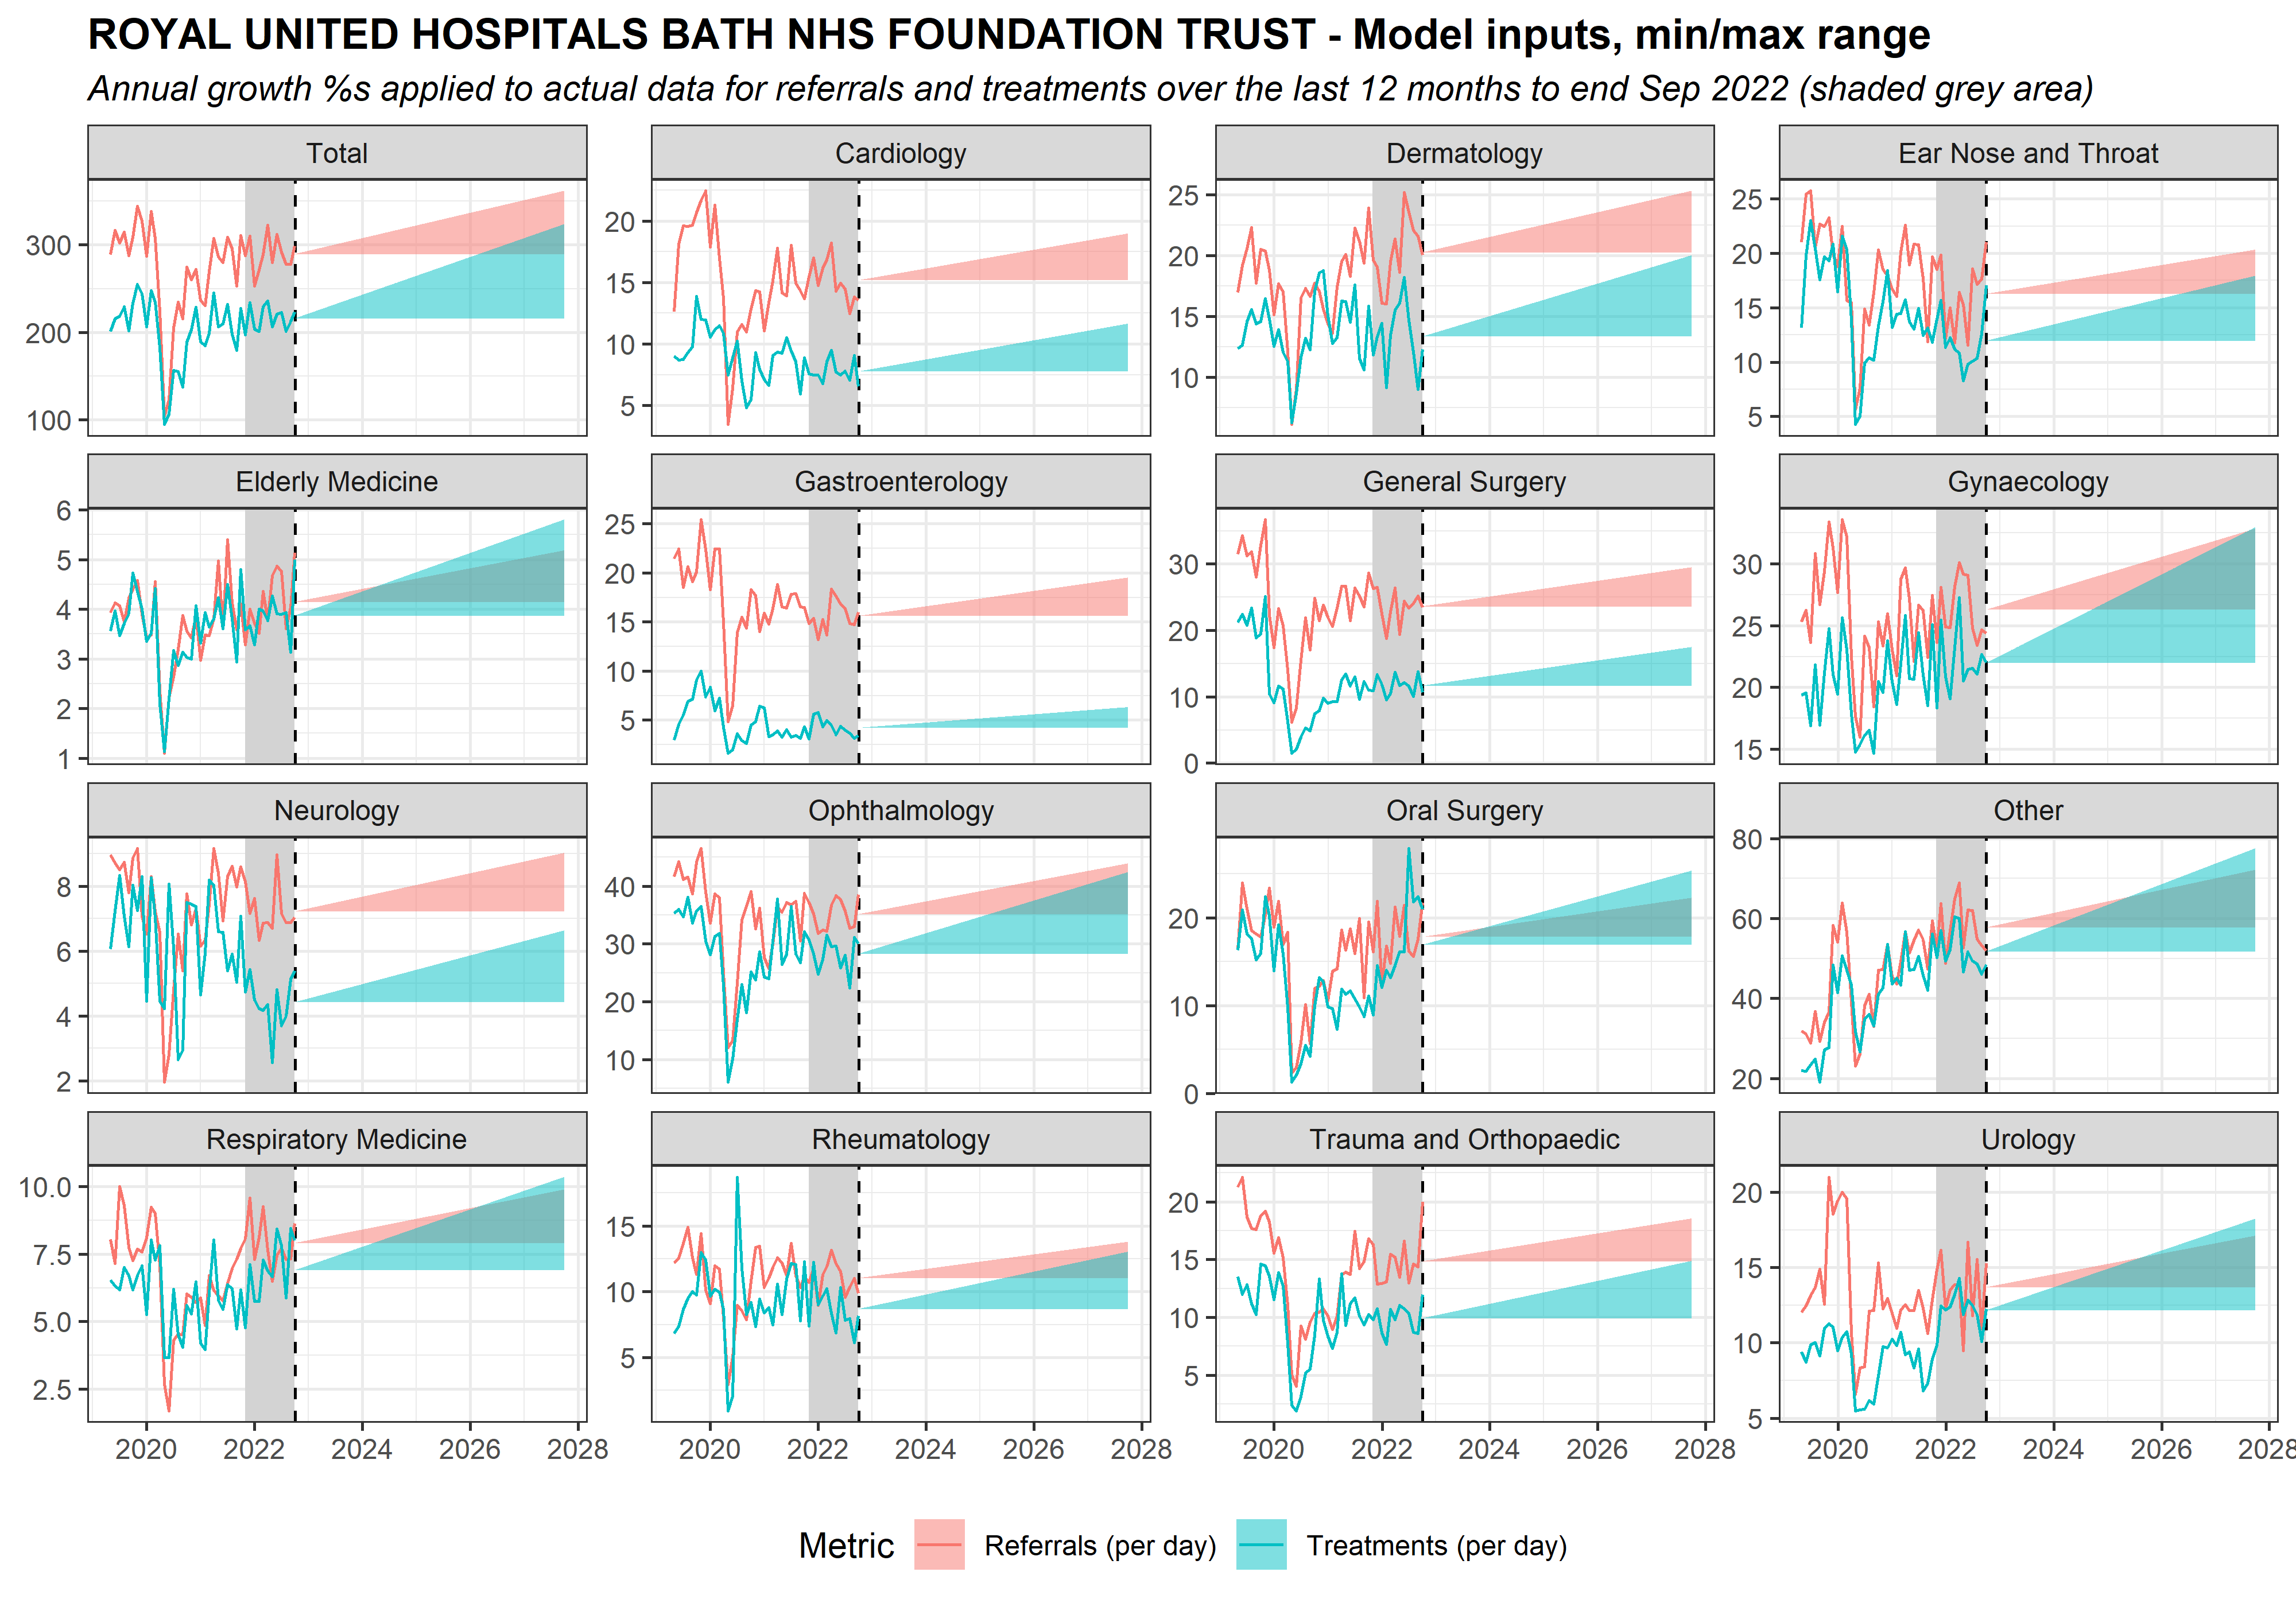 ROYAL UNITED HOSPITALS BATH NHS FOUNDATION TRUST - Model inputs, min/max range
Annual growth %s applied to actual data for referrals and treatments over the last 12 months to end Sep 2022 (shaded grey area)
Total
Cardiology
Dermatology
Ear Nose and Throat
300
200
100
20
15
10
5
25
20
15
10
25
20
15
10
5
Elderly Medicine
Gastroenterology
General Surgery
Gynaecology
6
5
4
3
2
1
25
20
15
10
5
30
20
10
0
30
25
20
15
Neurology
Ophthalmology
Oral Surgery
Other
8
6
4
2
40
30
20
10
20
10
0
80
60
40
20
Respiratory Medicine
Rheumatology
Trauma and Orthopaedic
Urology
10.0
7.5
5.0
2.5
15
10
5
20
15
10
5
20
15
10
5
2020 2022 2024 2026 2028
2020 2022 2024 2026 2028
2020 2022 2024 2026 2028
2020 2022 2024 2026 2028
Metric Referrals (per day) Treatments (per day)